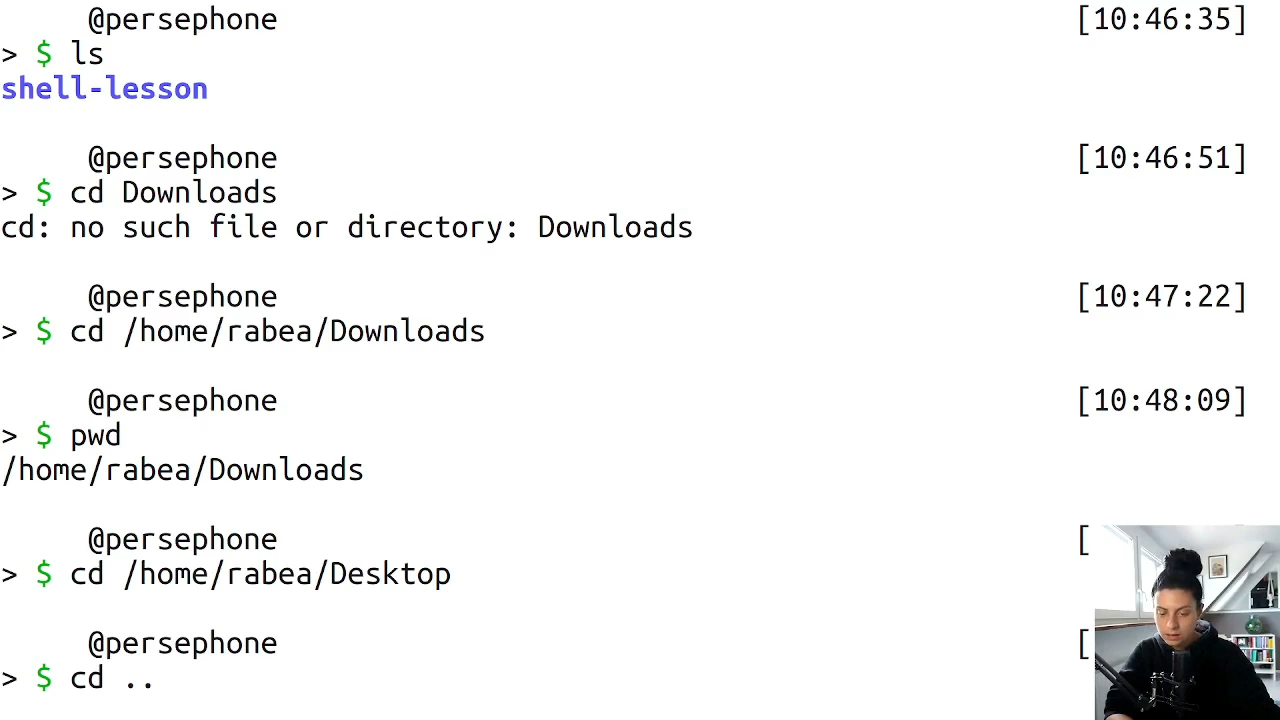 @persephone [10:46:35]
> $ ls
shell-lesson
@persephone [10:46:51]
> $ cd Downloads
cd: no such file or directory: Downloads
@persephone [10:47:22]
> $ cd /home/rabea/Downloads
@persephone [10:48:09]
> $ pwd
/home/rabea/Downloads
@persephone [
> $ cd /home/rabea/Desktop
@persephone [
> $ cd ..